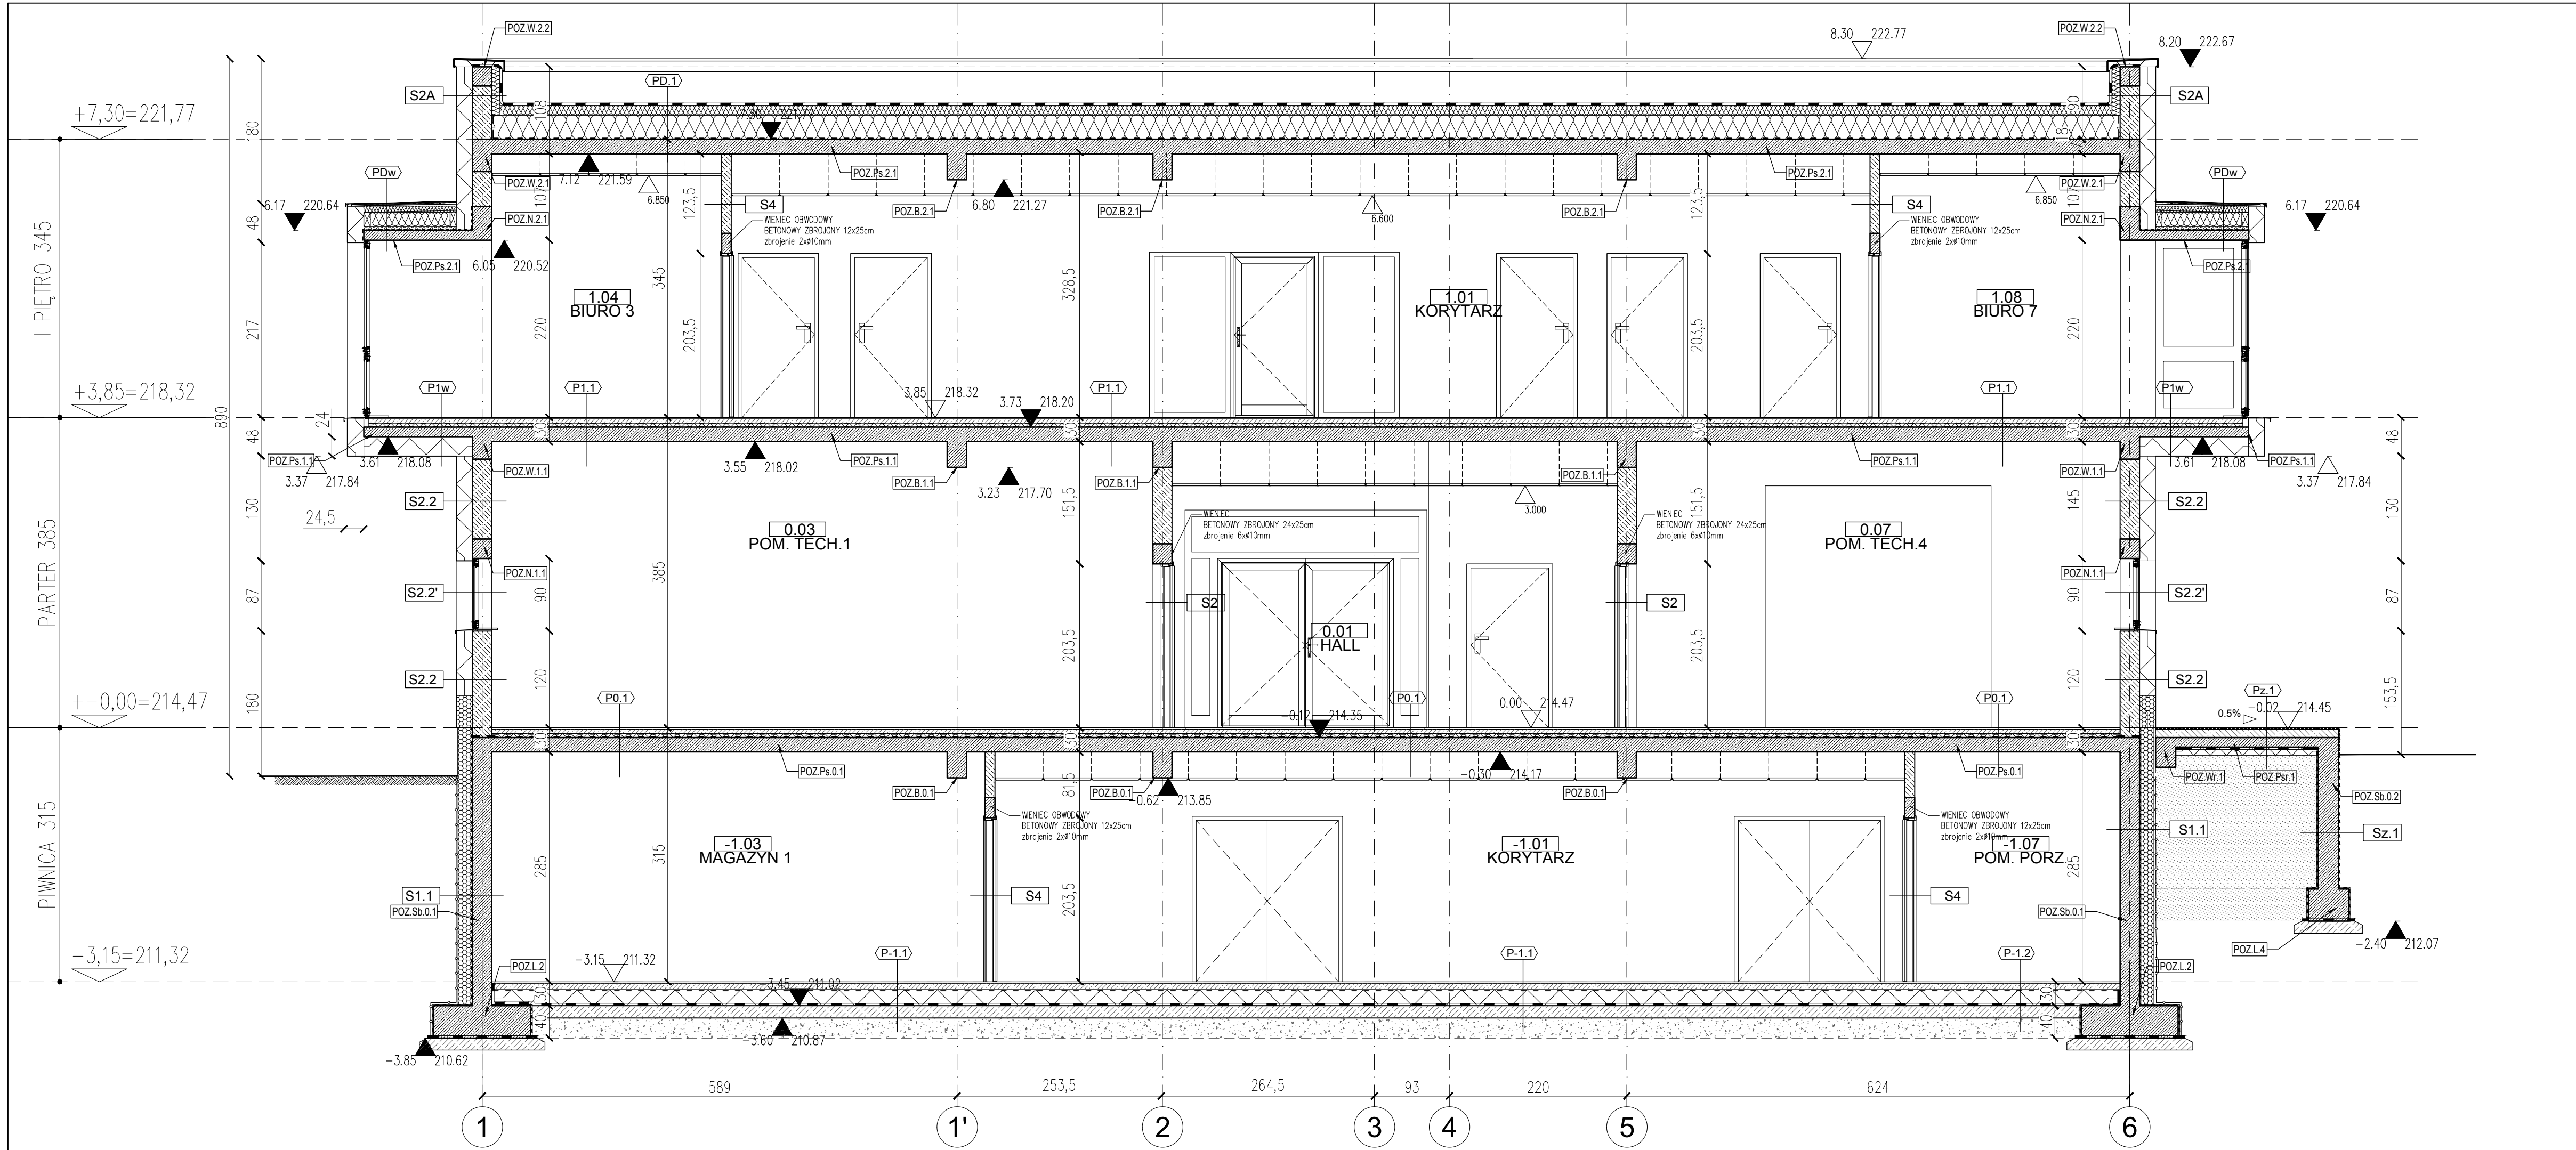 POZ.W.2.2
8.30 222.77
POZ.W.2.2
8.20 222.67
S2A
PD.1
S2A
+7,30=221,77
180
108
7.30 221.77
90
18
PDw
POZ.W.2.1
7.12 221.59
POZ.Ps.2.1
POZ.Ps.2.1
POZ.W.2.1
PDw
107
6.850
123,5
S4
POZ.B.2.1
6.80 221.27
POZ.B.2.1
6.600
POZ.B.2.1
123,5
S4
6.850
107
6.17 220.64
48
POZ.N.2.1
WIENIEC OBWODOWY
BETONOWY ZBROJONY 12x25cm
zbrojenie 2xø10mm
WIENIEC OBWODOWY
BETONOWY ZBROJONY 12x25cm
zbrojenie 2xø10mm
POZ.N.2.1
6.17 220.64
POZ.Ps.2.1
6.05 220.52
POZ.Ps.2.1
I PIĘTRO 345
217
220
345
203,5
328,5
203,5
220
1.04
BIURO 3
1.01
KORYTARZ
1.08
BIURO 7
+3,85=218,32
P1w
P1.1
3.85 218.32
3.73 218.20
P1.1
P1.1
P1w
890
24
48
30
30
30
30
48
POZ.Ps.1.1
3.61 218.08
3.37 217.84
POZ.W.1.1
3.55 218.02
POZ.Ps.1.1
POZ.B.1.1
3.23 217.70
POZ.B.1.1
POZ.B.1.1
POZ.Ps.1.1
POZ.W.1.1
3.61 218.08
POZ.Ps.1.1
3.37 217.84
S2.2
130
24,5
151,5
3.000
151,5
145
S2.2
130
WIENIEC
BETONOWY ZBROJONY 24x25cm
zbrojenie 6xø10mm
WIENIEC
BETONOWY ZBROJONY 24x25cm
zbrojenie 6xø10mm
0.03
POM. TECH.1
0.07
POM. TECH.4
PARTER 385
POZ.N.1.1
385
POZ.N.1.1
S2.2'
87
90
S2
S2
90
S2.2'
87
0.01
HALL
203,5
203,5
S2.2
180
120
120
S2.2
153,5
+-0,00=214,47
P0.1
P0.1
P0.1
Pz.1
-0.12 214.35
0.00 214.47
0.5%
-0.02 214.45
30
30
30
POZ.Ps.0.1
POZ.B.0.1
POZ.B.0.1
-0.62 213.85
81,5
-0.30 214.17
POZ.B.0.1
POZ.Ps.0.1
POZ.Wr.1
POZ.Psr.1
POZ.Sb.0.2
WIENIEC OBWODOWY
BETONOWY ZBROJONY 12x25cm
zbrojenie 2xø10mm
WIENIEC OBWODOWY
BETONOWY ZBROJONY 12x25cm
zbrojenie 2xø10mm
S1.1
Sz.1
PIWNICA 315
-1.03
MAGAZYN 1
-1.01
KORYTARZ
-1.07
POM. PORZ.
285
315
203,5
285
S1.1
POZ.Sb.0.1
S4
S4
POZ.Sb.0.1
-2.40 212.07
POZ.L.4
-3,15=211,32
POZ.L.2
-3.15 211.32
P-1.1
P-1.1
P-1.2
POZ.L.2
-3.45 211.02
30
40
30
40
-3.60 210.87
-3.85 210.62
589
253,5
264,5
93
220
624
1
1'
2
3
4
5
6